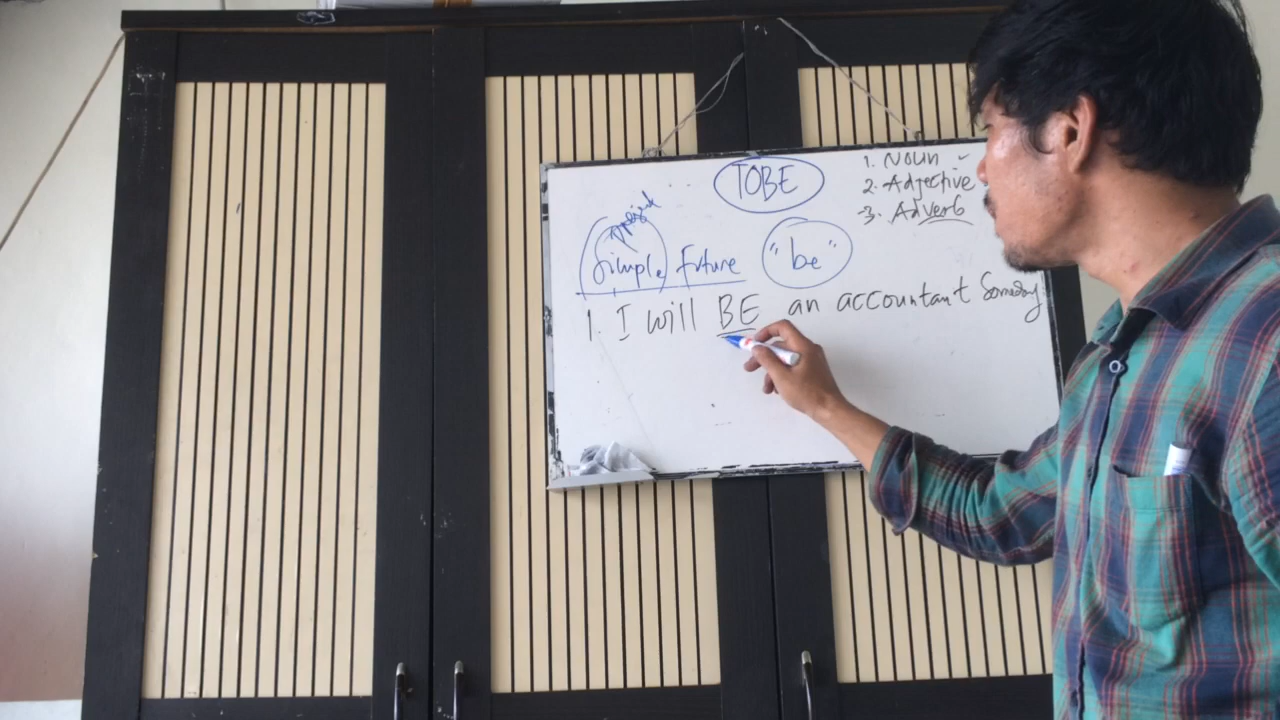 TOBE
1. Noun
2. Adjective
3. Adverb
Simple future "be"
1. I will BE an accountant Someday